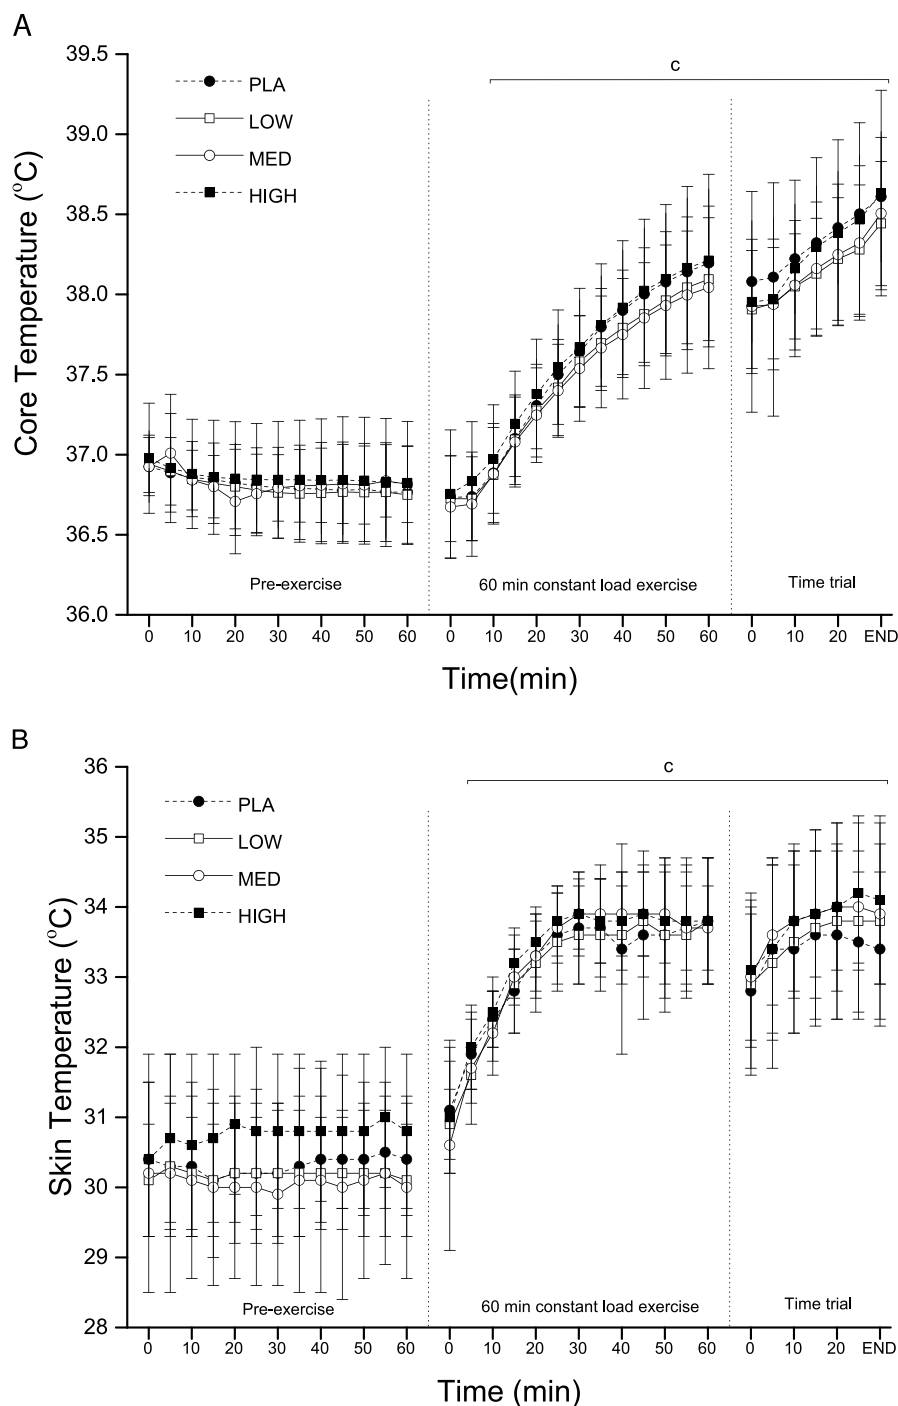 A
39.5
39.0
38.5
38.0
37.5
37.0
36.5
36.0
Core Temperature (°C)
PLA
LOW
MED
HIGH
c
Pre-exercise
60 min constant load exercise
Time trial
0 10 20 30 40 50 60 0 10 20 30 40 50 60 0 10 20 END
Time(min)
B
36
35
34
33
32
31
30
29
28
Skin Temperature (°C)
PLA
LOW
MED
HIGH
c
Pre-exercise
60 min constant load exercise
Time trial
0 10 20 30 40 50 60 0 10 20 30 40 50 60 0 10 20 END
Time (min)